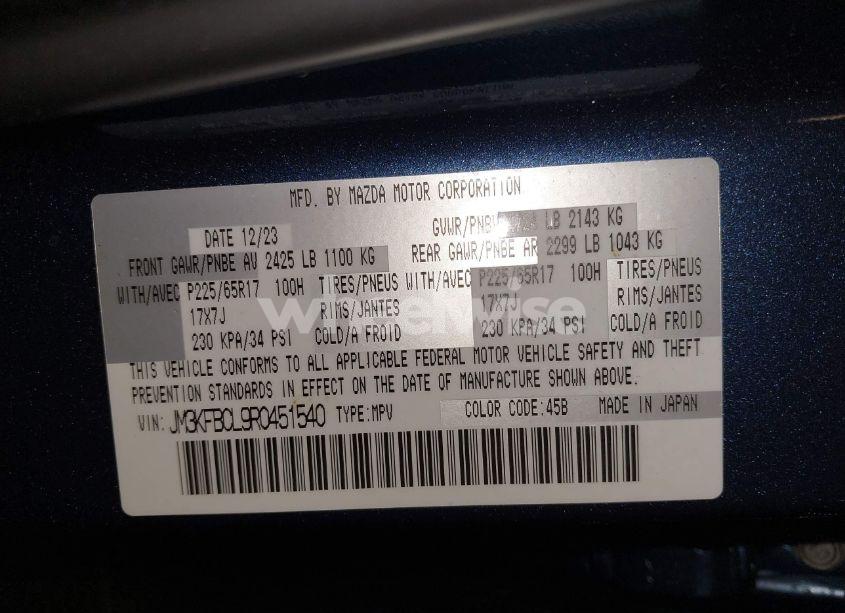 MFD. BY MAZDA MOTOR CORPORATION
DATE 12/23
GVWR/PNBV LB 2143 KG
FRONT GAWR/PNBE AV 2425 LB 1100 KG
REAR GAWR/PNBE AR 2299 LB 1043 KG
WITH/AVEC P225/65R17 100H TIRES/PNEUS
WITH/AVEC P225/65R17 100H TIRES/PNEUS
17X7J RIMS/JANTES
17X7J RIMS/JANTES
230 KPA/34 PSI COLD/A FROID
230 KPA/34 PSI COLD/A FROID
THIS VEHICLE CONFORMS TO ALL APPLICABLE FEDERAL MOTOR VEHICLE SAFETY AND THEFT
PREVENTION STANDARDS IN EFFECT ON THE DATE OF MANUFACTURE SHOWN ABOVE.
VIN: JM3KFBCL9R0451540 TYPE:MPV COLOR CODE:45B MADE IN JAPAN